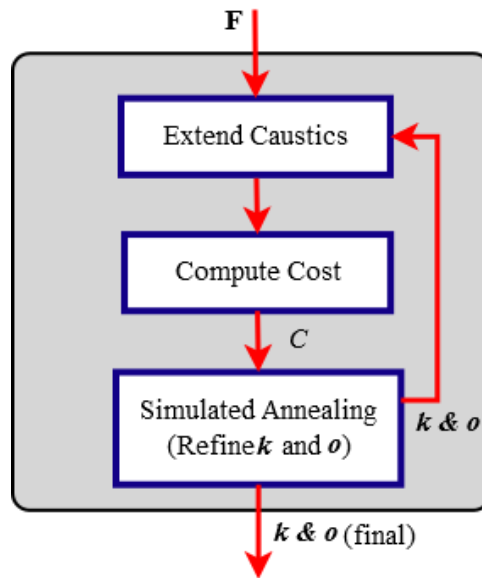 F
Extend Caustics
Compute Cost
C
Simulated Annealing
(Refine k and o)
k & o
k & o (final)